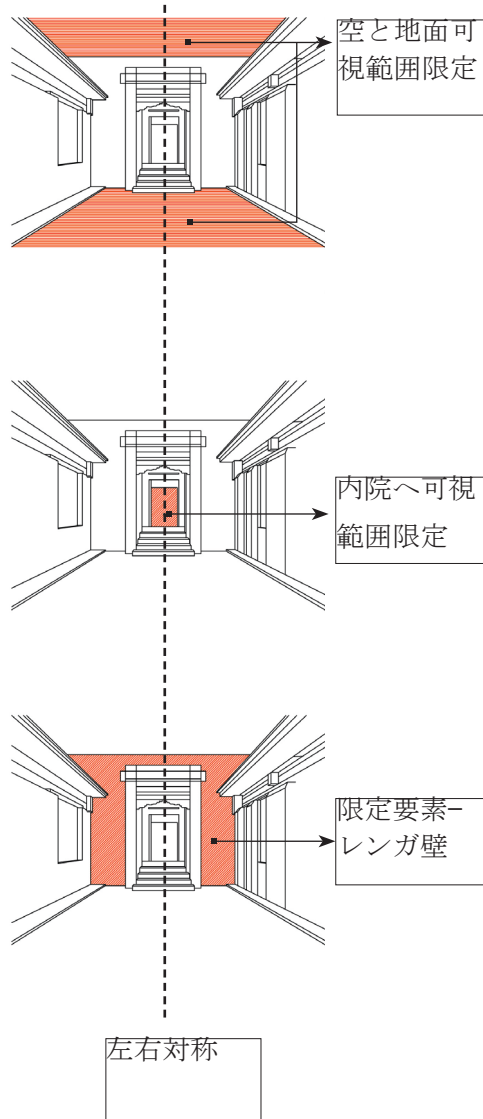 空と地面可
視範囲限定
内院へ可視
範囲限定
限定要素−
レンガ壁
左右対称